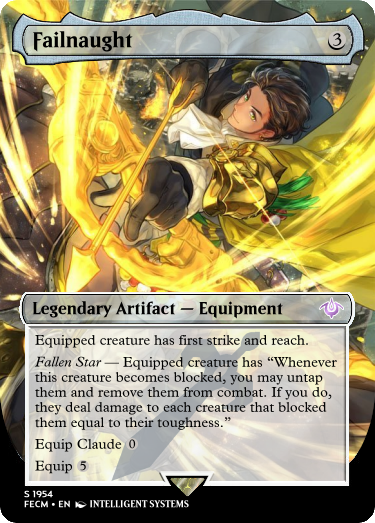 Failnaught 3
Legendary Artifact — Equipment
Equipped creature has first strike and reach.
Fallen Star — Equipped creature has “Whenever
this creature becomes blocked, you may untap
them and remove them from combat. If you do,
they deal damage to each creature that blocked
them equal to their toughness.”
Equip Claude 0
Equip 5
S 1954
FECM • EN INTELLIGENT SYSTEMS